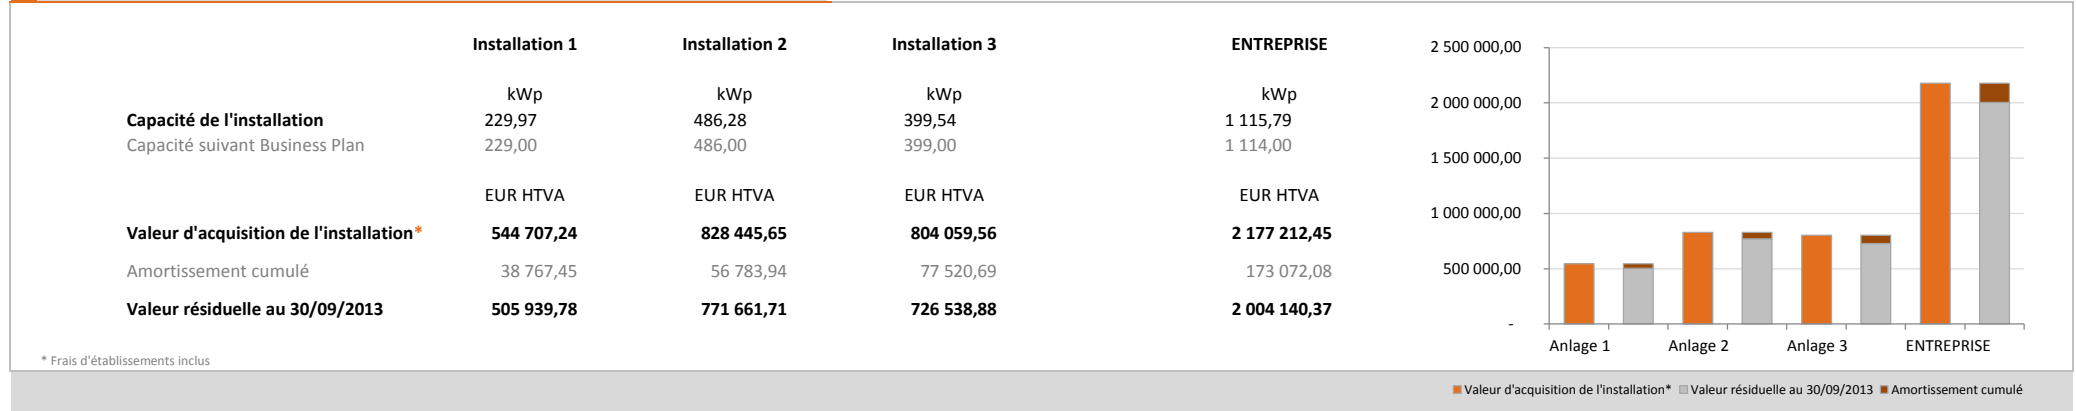 Installation 1 Installation 2 Installation 3 ENTREPRISE
kWp kWp kWp kWp
Capacité de l'installation 229,97 486,28 399,54 1 115,79
Capacité suivant Business Plan 229,00 486,00 399,00 1 114,00
EUR HTVA EUR HTVA EUR HTVA EUR HTVA
Valeur d'acquisition de l'installation* 544 707,24 828 445,65 804 059,56 2 177 212,45
Amortissement cumulé 38 767,45 56 783,94 77 520,69 173 072,08
Valeur résiduelle au 30/09/2013 505 939,78 771 661,71 726 538,88 2 004 140,37
* Frais d'établissements inclus
2 500 000,00
2 000 000,00
1 500 000,00
1 000 000,00
500 000,00
-
Anlage 1 Anlage 2 Anlage 3 ENTREPRISE
Valeur d'acquisition de l'installation* Valeur résiduelle au 30/09/2013 Amortissement cumulé